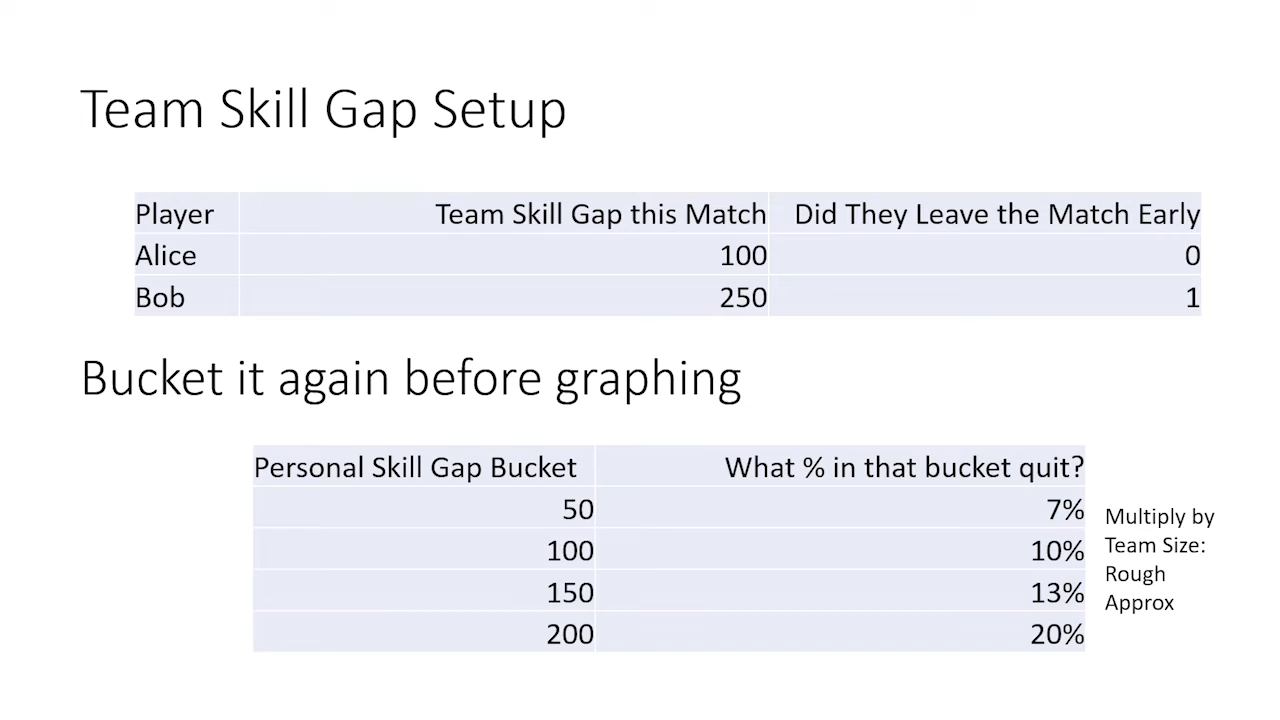 Team Skill Gap Setup
Player Team Skill Gap this Match Did They Leave the Match Early
Alice 100 0
Bob 250 1
Bucket it again before graphing
Personal Skill Gap Bucket What % in that bucket quit?
50 7%
100 10%
150 13%
200 20%
Multiply by
Team Size:
Rough
Approx